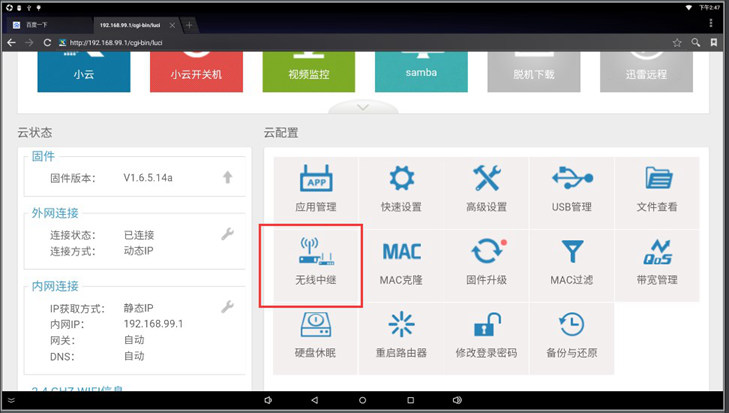 下午2:47
百度一下
192.168.99.1/cgi-bin/luci
http://192.168.99.1/cgi-bin/luci
小云
小云开关机
视频监控
samba
脱机下载
迅雷远程
云状态
固件
固件版本： V1.6.5.14a
外网连接
连接状态： 已连接
连接方式： 动态IP
内网连接
IP获取方式： 静态IP
内网IP： 192.168.99.1
网关： 自动
DNS： 自动
2.4 GHZ WIFI信息
云配置
APP
应用管理
快速设置
高级设置
USB管理
文件查看
无线中继
MAC
MAC克隆
固件升级
MAC过滤
QoS
带宽管理
硬盘休眠
重启路由器
修改登录密码
备份与还原